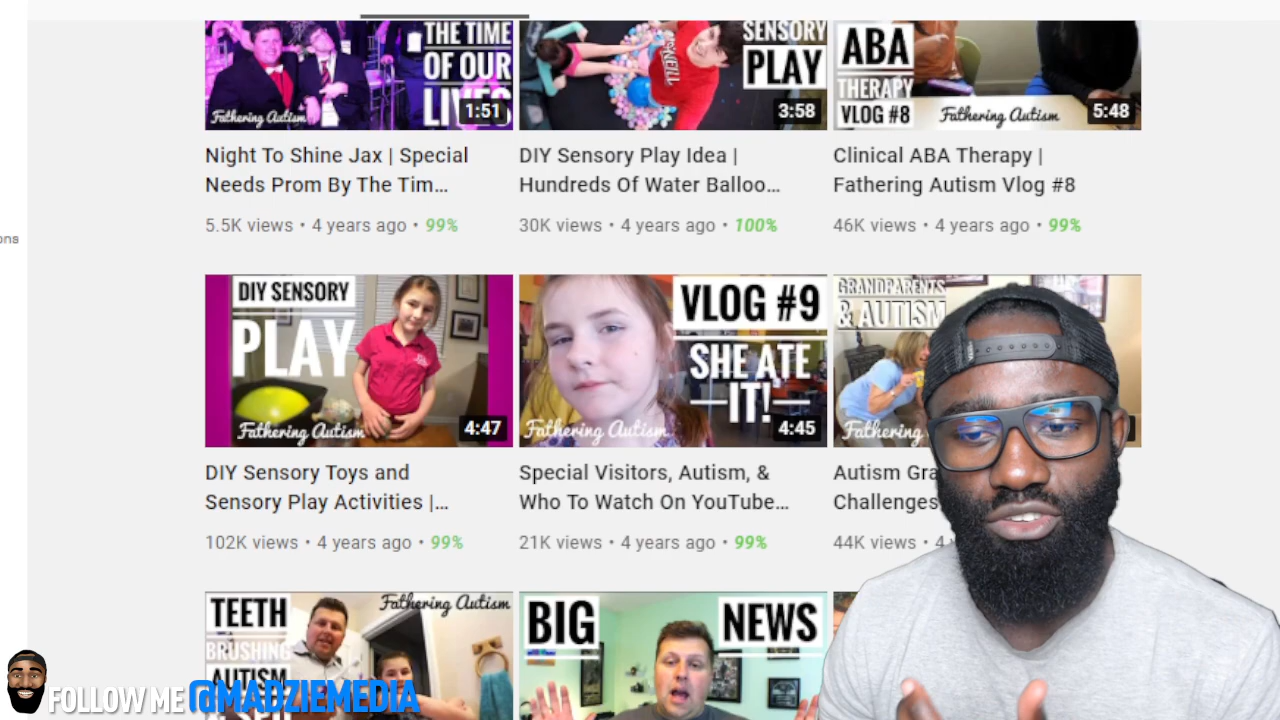 THE TIME
OF OUR
LIVES
Fathering Autism
1:51
SENSORY
PLAY
3:58
ABA
THERAPY
VLOG #8
Fathering Autism
5:48
Night To Shine Jax | Special
Needs Prom By The Tim...
5.5K views • 4 years ago • 99%
DIY Sensory Play Idea |
Hundreds Of Water Balloo...
30K views • 4 years ago • 100%
Clinical ABA Therapy |
Fathering Autism Vlog #8
46K views • 4 years ago • 99%
ons
DIY SENSORY
PLAY
Fathering Autism
4:47
VLOG #9
SHE ATE
IT!
Fathering Autism
4:45
GRANDPARENTS
& AUTISM
Fathering
DIY Sensory Toys and
Sensory Play Activities |...
102K views • 4 years ago • 99%
Special Visitors, Autism, &
Who To Watch On YouTube...
21K views • 4 years ago • 99%
Autism Gra
Challenges
44K views • 4
TEETH
BRUSHING
AUTISM
Fathering Autism
BIG NEWS
FOLLOW ME @MADZIEMEDIA